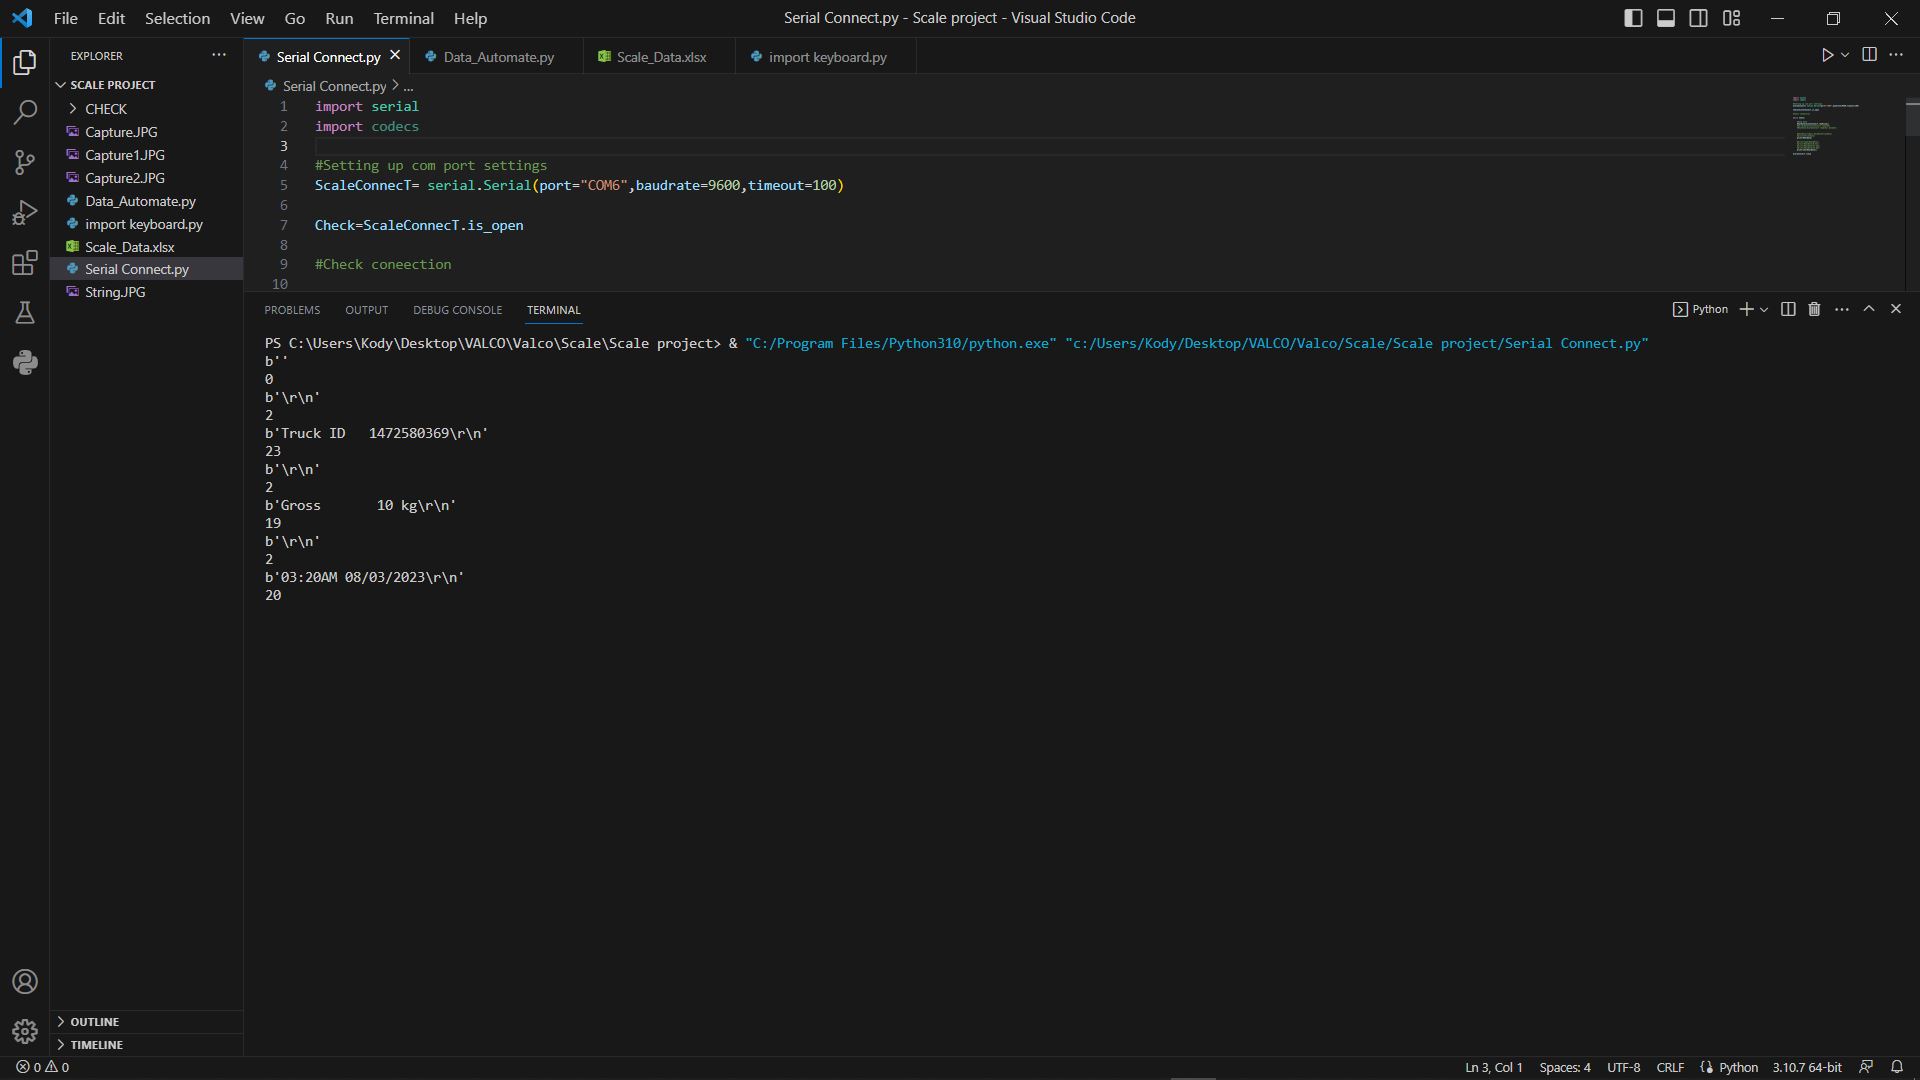 File Edit Selection View Go Run Terminal Help
Serial Connect.py - Scale project - Visual Studio Code
EXPLORER
SCALE PROJECT
CHECK
Capture.JPG
Capture1.JPG
Capture2.JPG
Data_Automate.py
import keyboard.py
Scale_Data.xlsx
Serial Connect.py
String.JPG
OUTLINE
TIMELINE
Serial Connect.py Data_Automate.py Scale_Data.xlsx import keyboard.py
Serial Connect.py > ...
1 import serial
2 import codecs
3
4 #Setting up com port settings
5 ScaleConnecT= serial.Serial(port="COM6",baudrate=9600,timeout=100)
6
7 Check=ScaleConnecT.is_open
8
9 #Check coneection
10
PROBLEMS OUTPUT DEBUG CONSOLE TERMINAL
Python
PS C:\Users\Kody\Desktop\VALCO\Valco\Scale\Scale project> & "C:/Program Files/Python310/python.exe" "c:/Users/Kody/Desktop/VALCO/Valco/Scale/Scale project/Serial Connect.py"
b''
0
b'\r\n'
2
b'Truck ID   1472580369\r\n'
23
b'\r\n'
2
b'Gross       10 kg\r\n'
19
b'\r\n'
2
b'03:20AM 08/03/2023\r\n'
20
0 0
Ln 3, Col 1 Spaces: 4 UTF-8 CRLF Python 3.10.7 64-bit